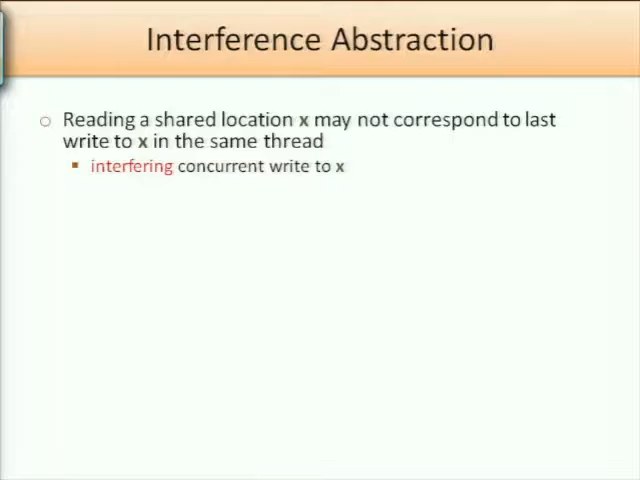 Interference Abstraction
Reading a shared location x may not correspond to last
write to x in the same thread
interfering concurrent write to x